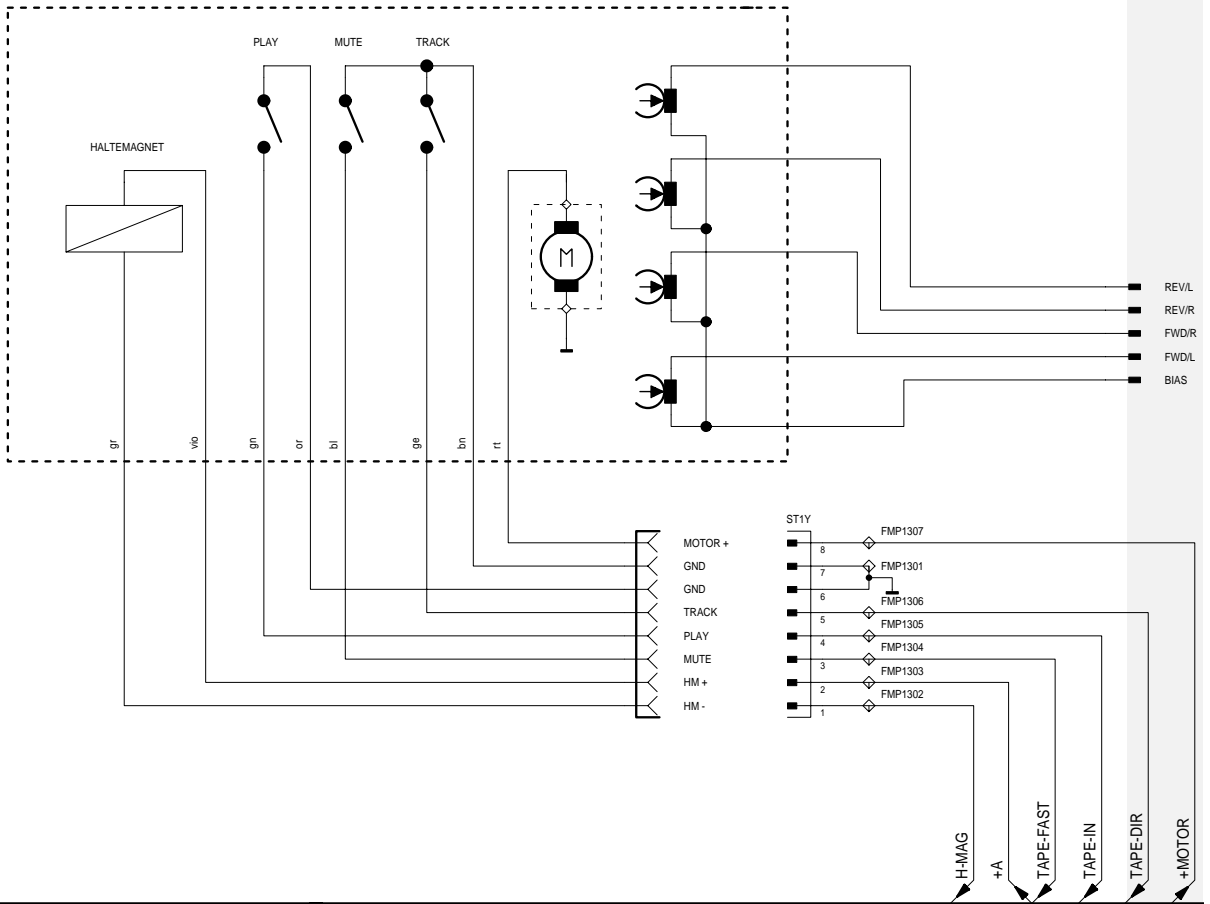 PLAY MUTE TRACK
HALTEMAGNET
M
REV/L
REV/R
FWD/R
FWD/L
BIAS
gr vio gn or bl ge bn rt
ST1Y
MOTOR + 8 FMP1307
GND 7 FMP1301
GND 6
TRACK 5 FMP1306
PLAY 4 FMP1305
MUTE 3 FMP1304
HM + 2 FMP1303
HM - 1 FMP1302
H-MAG
+A
TAPE-FAST
TAPE-IN
TAPE-DIR
+MOTOR